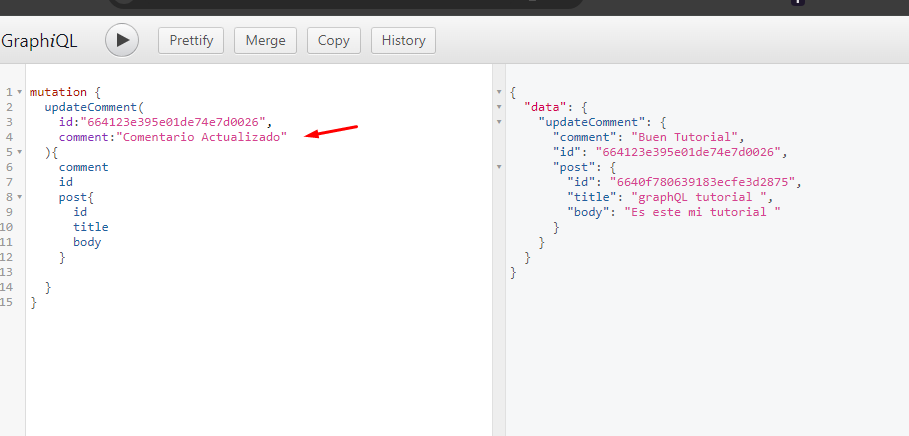 GraphiQL
Prettify
Merge
Copy
History
1 mutation {
2 updateComment(
3 id:"664123e395e01de74e7d0026",
4 comment:"Comentario Actualizado"
5 ){
6 comment
7 id
8 post{
9 id
10 title
11 body
12 }
13
14 }
15 }
{
"data": {
"updateComment": {
"comment": "Buen Tutorial",
"id": "664123e395e01de74e7d0026",
"post": {
"id": "6640f780639183ecfe3d2875",
"title": "graphQL tutorial ",
"body": "Es este mi tutorial "
}
}
}
}